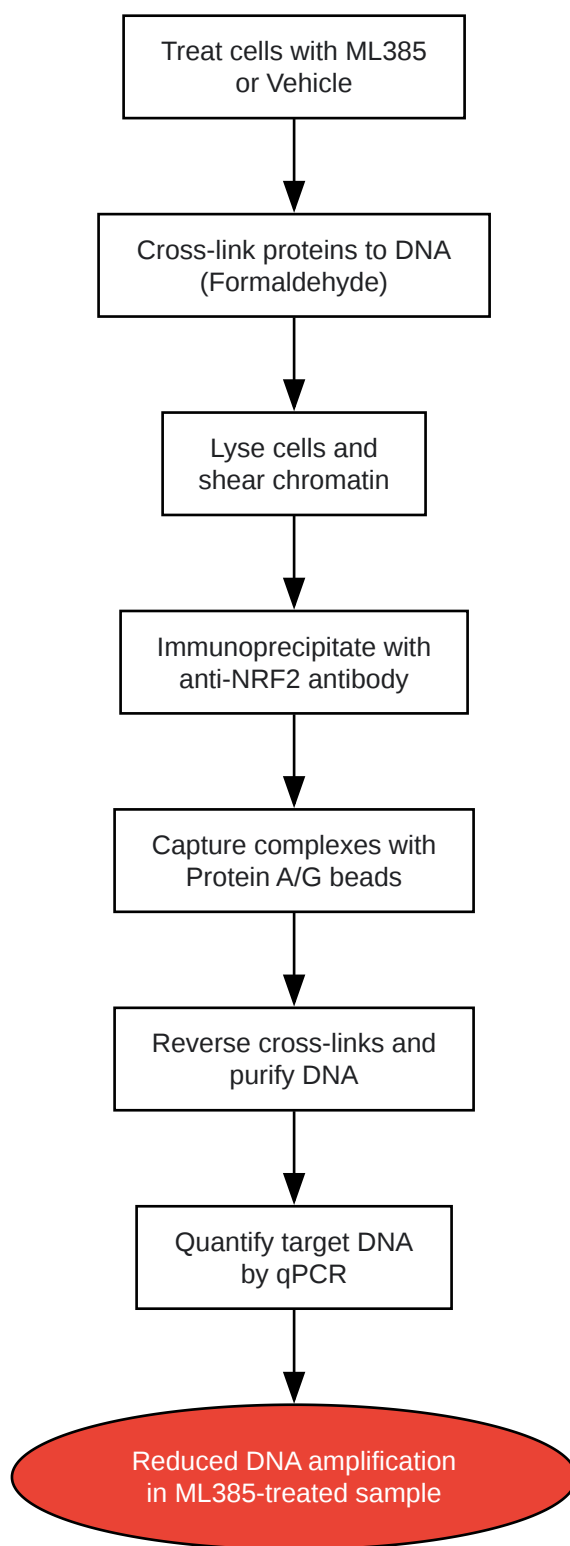 Treat cells with ML385
or Vehicle
Cross-link proteins to DNA
(Formaldehyde)
Lyse cells and
shear chromatin
Immunoprecipitate with
anti-NRF2 antibody
Capture complexes with
Protein A/G beads
Reverse cross-links and
purify DNA
Quantify target DNA
by qPCR
Reduced DNA amplification
in ML385-treated sample